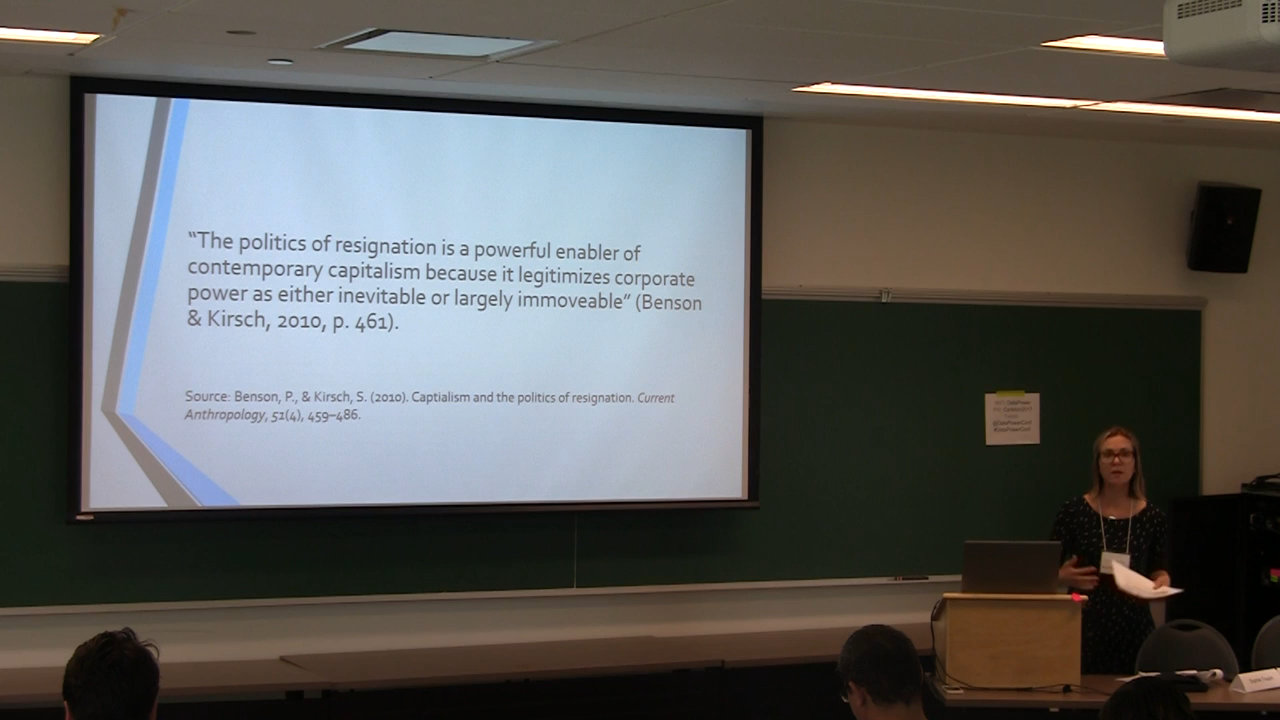 “The politics of resignation is a powerful enabler of
contemporary capitalism because it legitimizes corporate
power as either inevitable or largely immoveable” (Benson
& Kirsch, 2010, p. 461).
Source: Benson, P., & Kirsch, S. (2010). Captialism and the politics of resignation. Current
Anthropology, 51(4), 459–486.